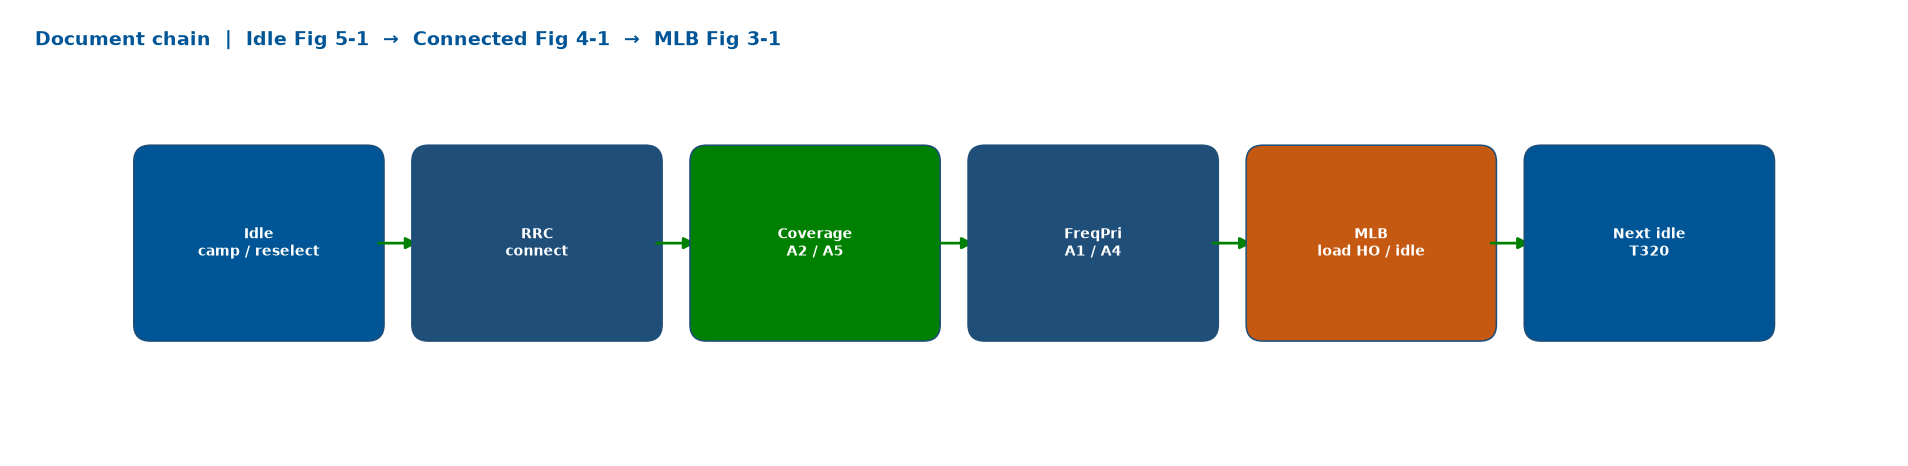 Document chain | Idle Fig 5-1 → Connected Fig 4-1 → MLB Fig 3-1
Idle
camp / reselect
RRC
connect
Coverage
A2 / A5
FreqPri
A1 / A4
MLB
load HO / idle
Next idle
T320